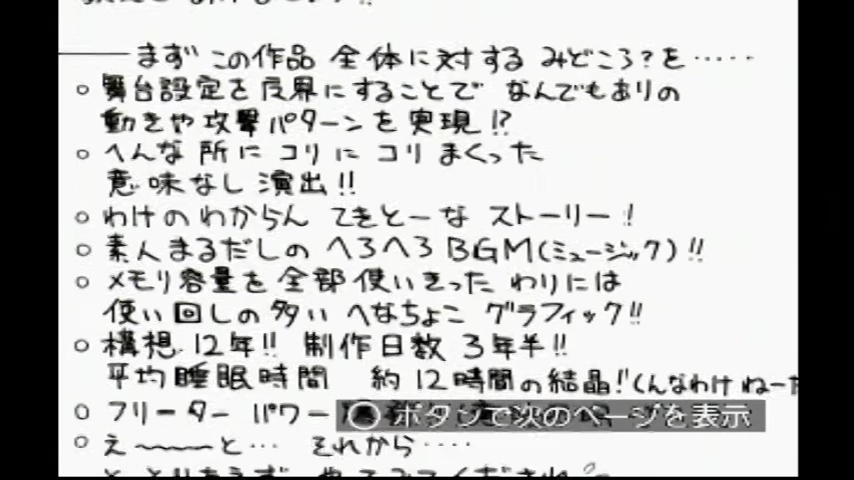 まず この作品 全体に対する みどころ?を‥‥‥
○舞台設定を灰界にすることで なんでもありの
動きや攻撃パターンを 実現!?
○へんな 所に コリに コリ まくった
意味なし 演出!!
○わけの わからん てきとーな ストーリー!
○素人まるだしの へろへろ BGM(ミュージック)!!
○メモリ容量を 全部 使いきった わりには
使い回しの 多い へなちょこ グラフィック!!
○構想 12年!! 制作日数 3年半!!
平均睡眠時間 約12時間の結晶!!(んなわけ ねーだ
○フリーター パワー
○ボタンで次のページを表示
○え~~~と‥‥ それから‥‥‥